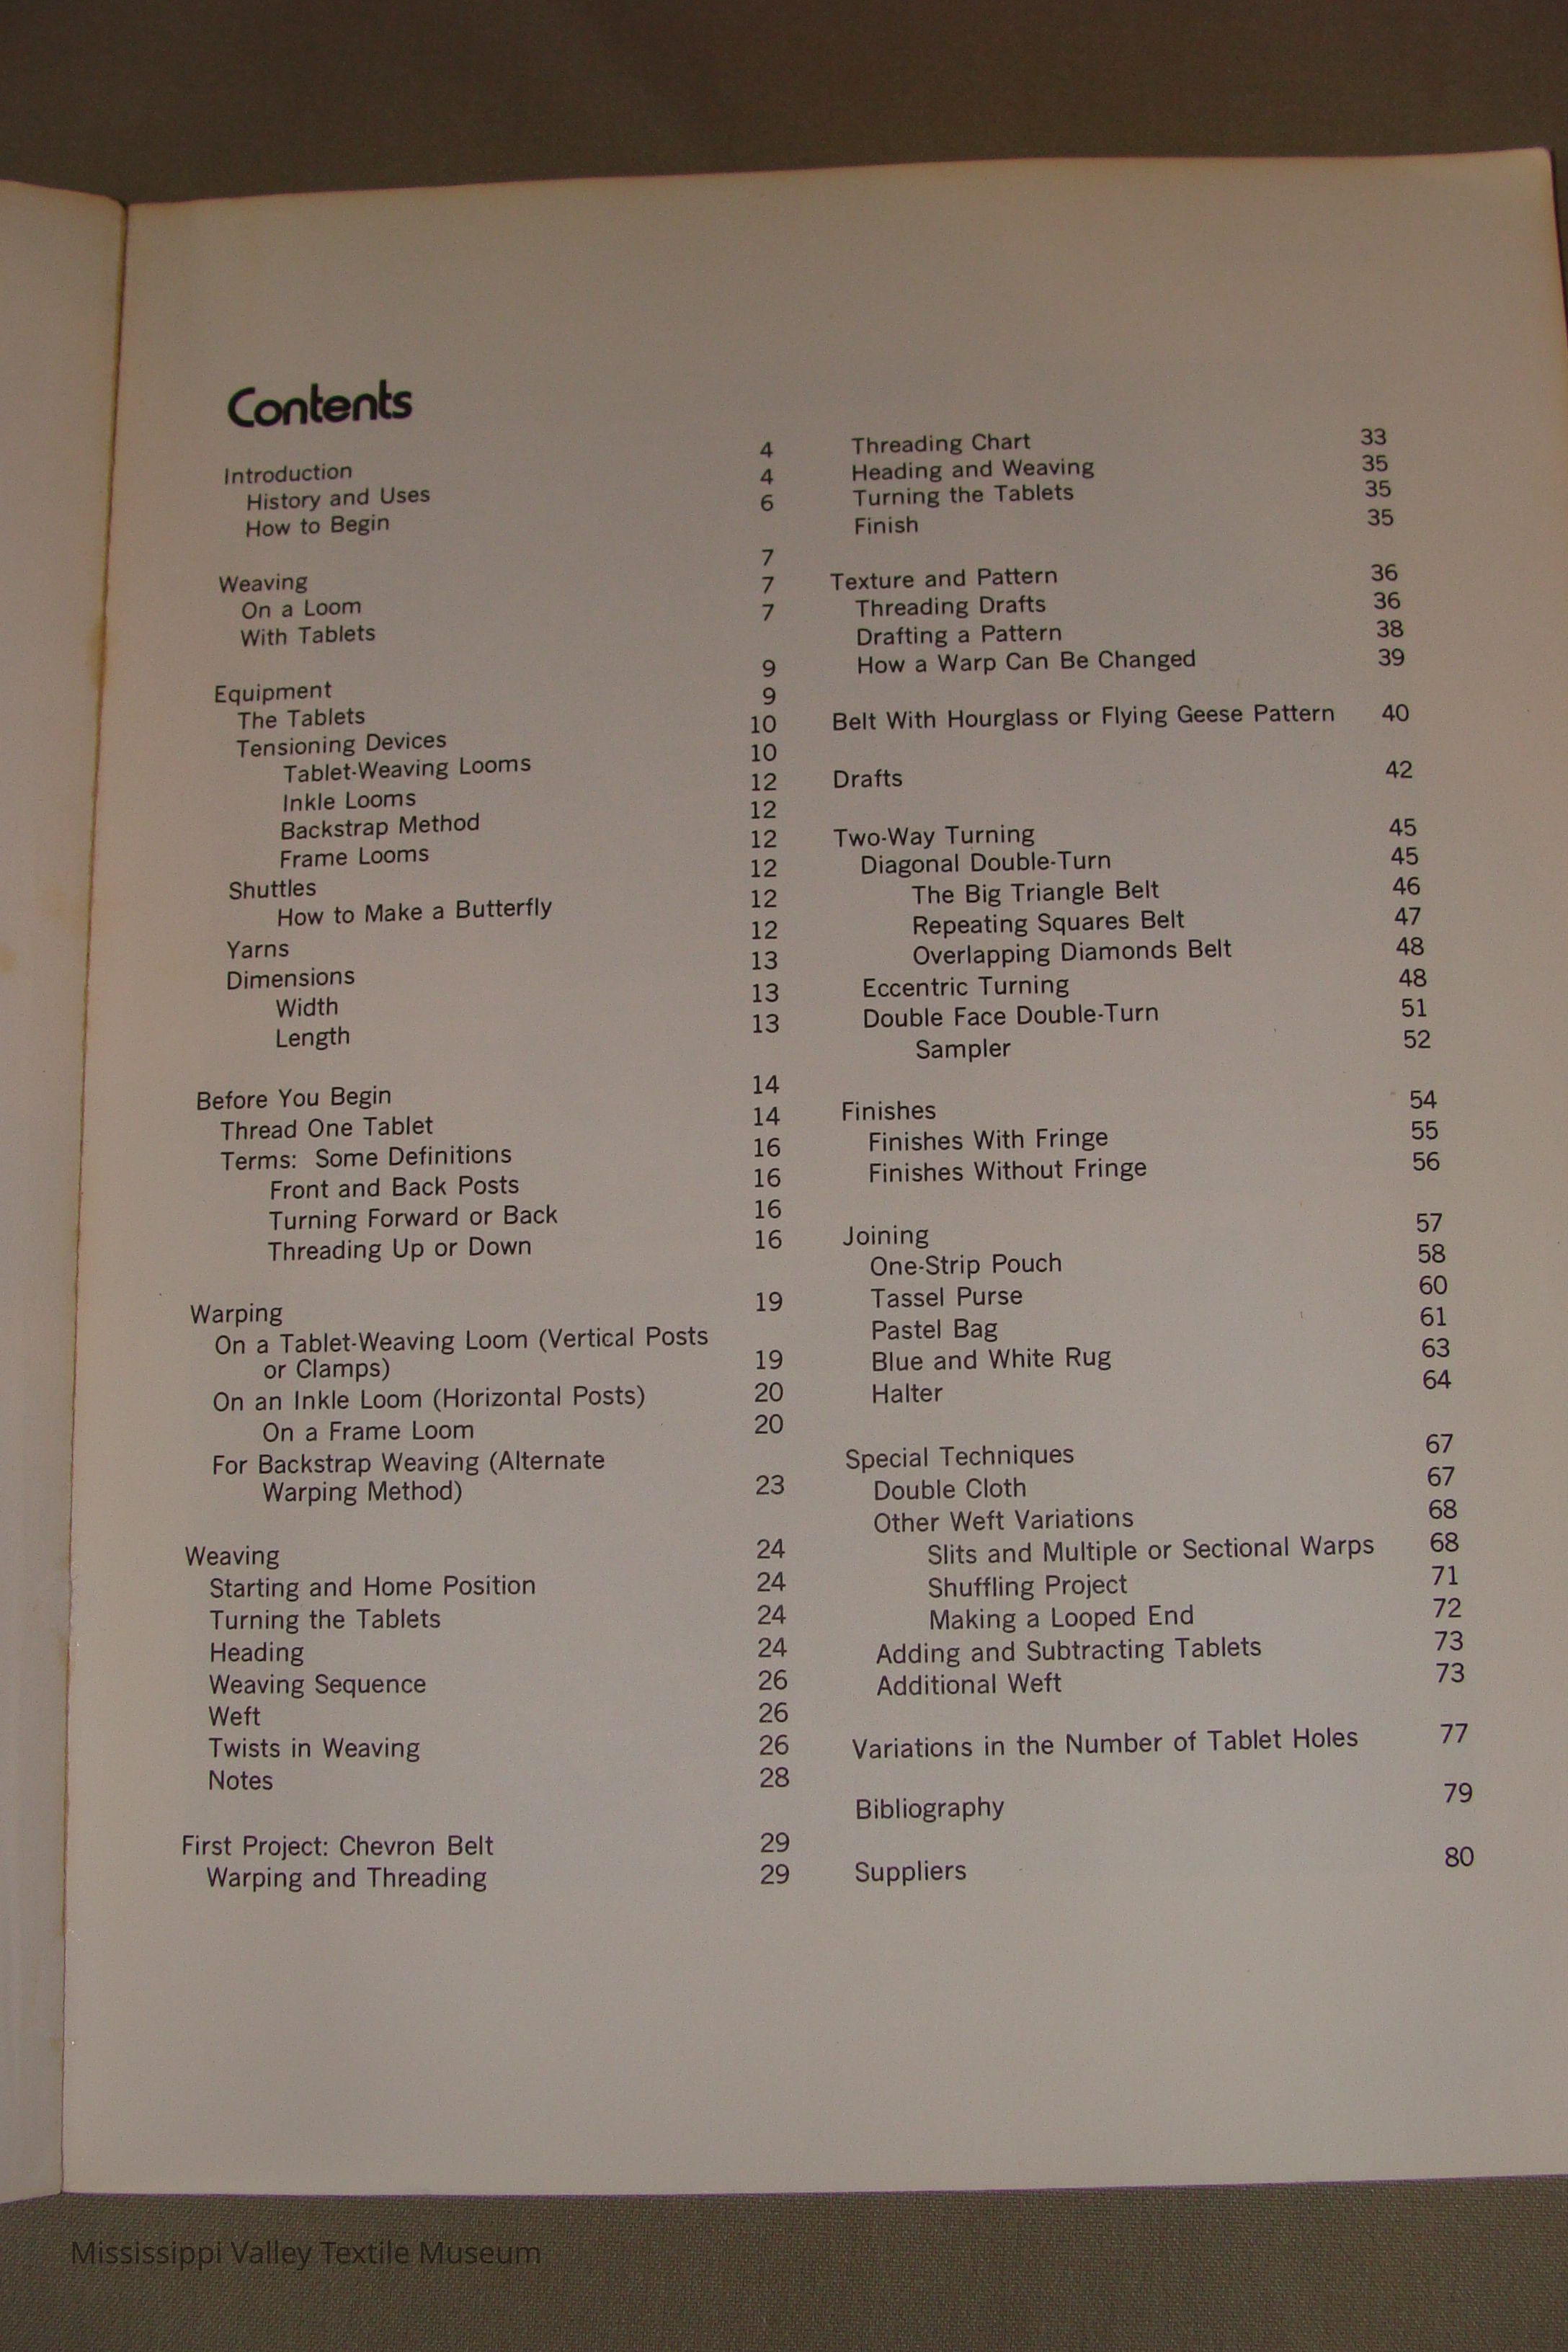 Contents
Introduction 4
History and Uses 4
How to Begin 6
Weaving 7
On a Loom 7
With Tablets 7
Equipment 9
The Tablets 9
Tensioning Devices 10
Tablet-Weaving Looms 10
Inkle Looms 12
Backstrap Method 12
Frame Looms 12
Shuttles 12
How to Make a Butterfly 12
Yarns 12
Dimensions 13
Width 13
Length 13
Before You Begin 14
Thread One Tablet 14
Terms: Some Definitions 16
Front and Back Posts 16
Turning Forward or Back 16
Threading Up or Down 16
Warping 19
On a Tablet-Weaving Loom (Vertical Posts
or Clamps) 19
On an Inkle Loom (Horizontal Posts) 20
On a Frame Loom 20
For Backstrap Weaving (Alternate
Warping Method) 23
Weaving 24
Starting and Home Position 24
Turning the Tablets 24
Heading 24
Weaving Sequence 26
Weft 26
Twists in Weaving 26
Notes 28
First Project: Chevron Belt 29
Warping and Threading 29
Threading Chart 33
Heading and Weaving 35
Turning the Tablets 35
Finish 35
Texture and Pattern 36
Threading Drafts 36
Drafting a Pattern 38
How a Warp Can Be Changed 39
Belt With Hourglass or Flying Geese Pattern 40
Drafts 42
Two-Way Turning 45
Diagonal Double-Turn 45
The Big Triangle Belt 46
Repeating Squares Belt 47
Overlapping Diamonds Belt 48
Eccentric Turning 48
Double Face Double-Turn 51
Sampler 52
Finishes 54
Finishes With Fringe 55
Finishes Without Fringe 56
Joining 57
One-Strip Pouch 58
Tassel Purse 60
Pastel Bag 61
Blue and White Rug 63
Halter 64
Special Techniques 67
Double Cloth 67
Other Weft Variations 68
Slits and Multiple or Sectional Warps 68
Shuffling Project 71
Making a Looped End 72
Adding and Subtracting Tablets 73
Additional Weft 73
Variations in the Number of Tablet Holes 77
Bibliography 79
Suppliers 80
Mississippi Valley Textile Museum